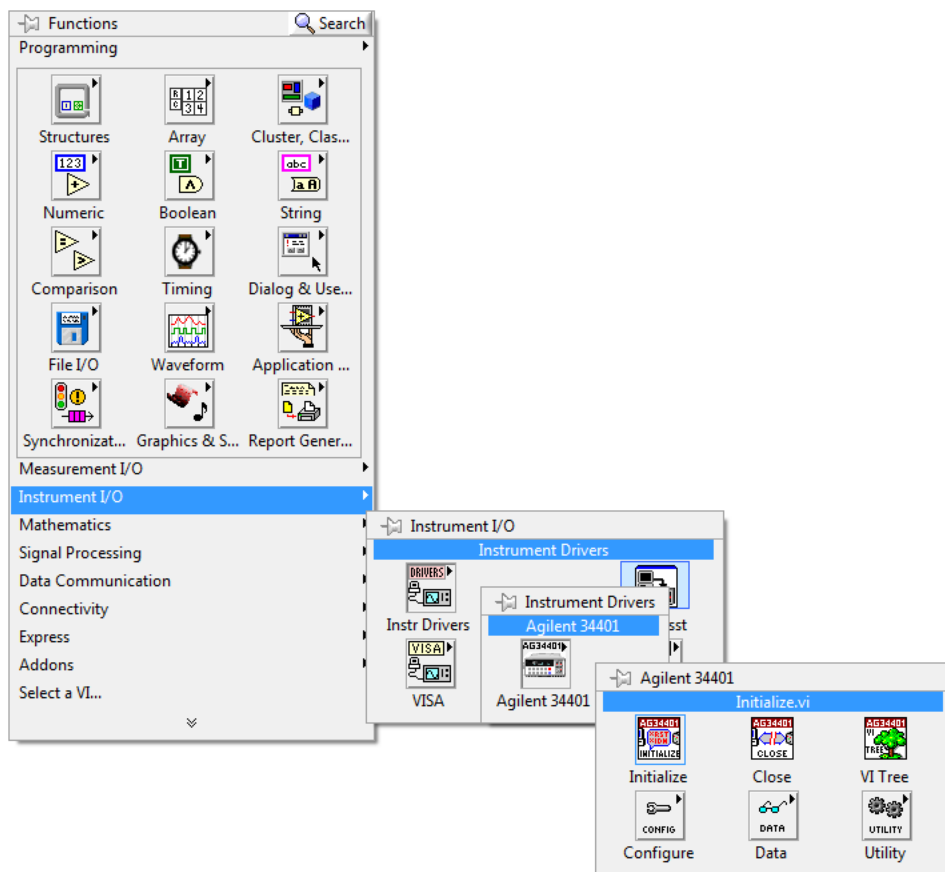 Functions Search
Programming
Structures Array Cluster, Clas...
Numeric Boolean String
Comparison Timing Dialog & Use...
File I/O Waveform Application ...
Synchronizat... Graphics & S... Report Gener...
Measurement I/O
Instrument I/O
Mathematics
Signal Processing
Data Communication
Connectivity
Express
Addons
Select a VI...
Instrument I/O
Instrument Drivers
DRIVERS
Instr Drivers
VISA
VISA
Instrument Drivers
Agilent 34401
AG34401
Agilent 34401
Agilent 34401
Initialize.vi
AG34401 AG34401 AG34401
INITIALIZE CLOSE VI TREE
Initialize Close VI Tree
CONFIG DATA UTILITY
Configure Data Utility